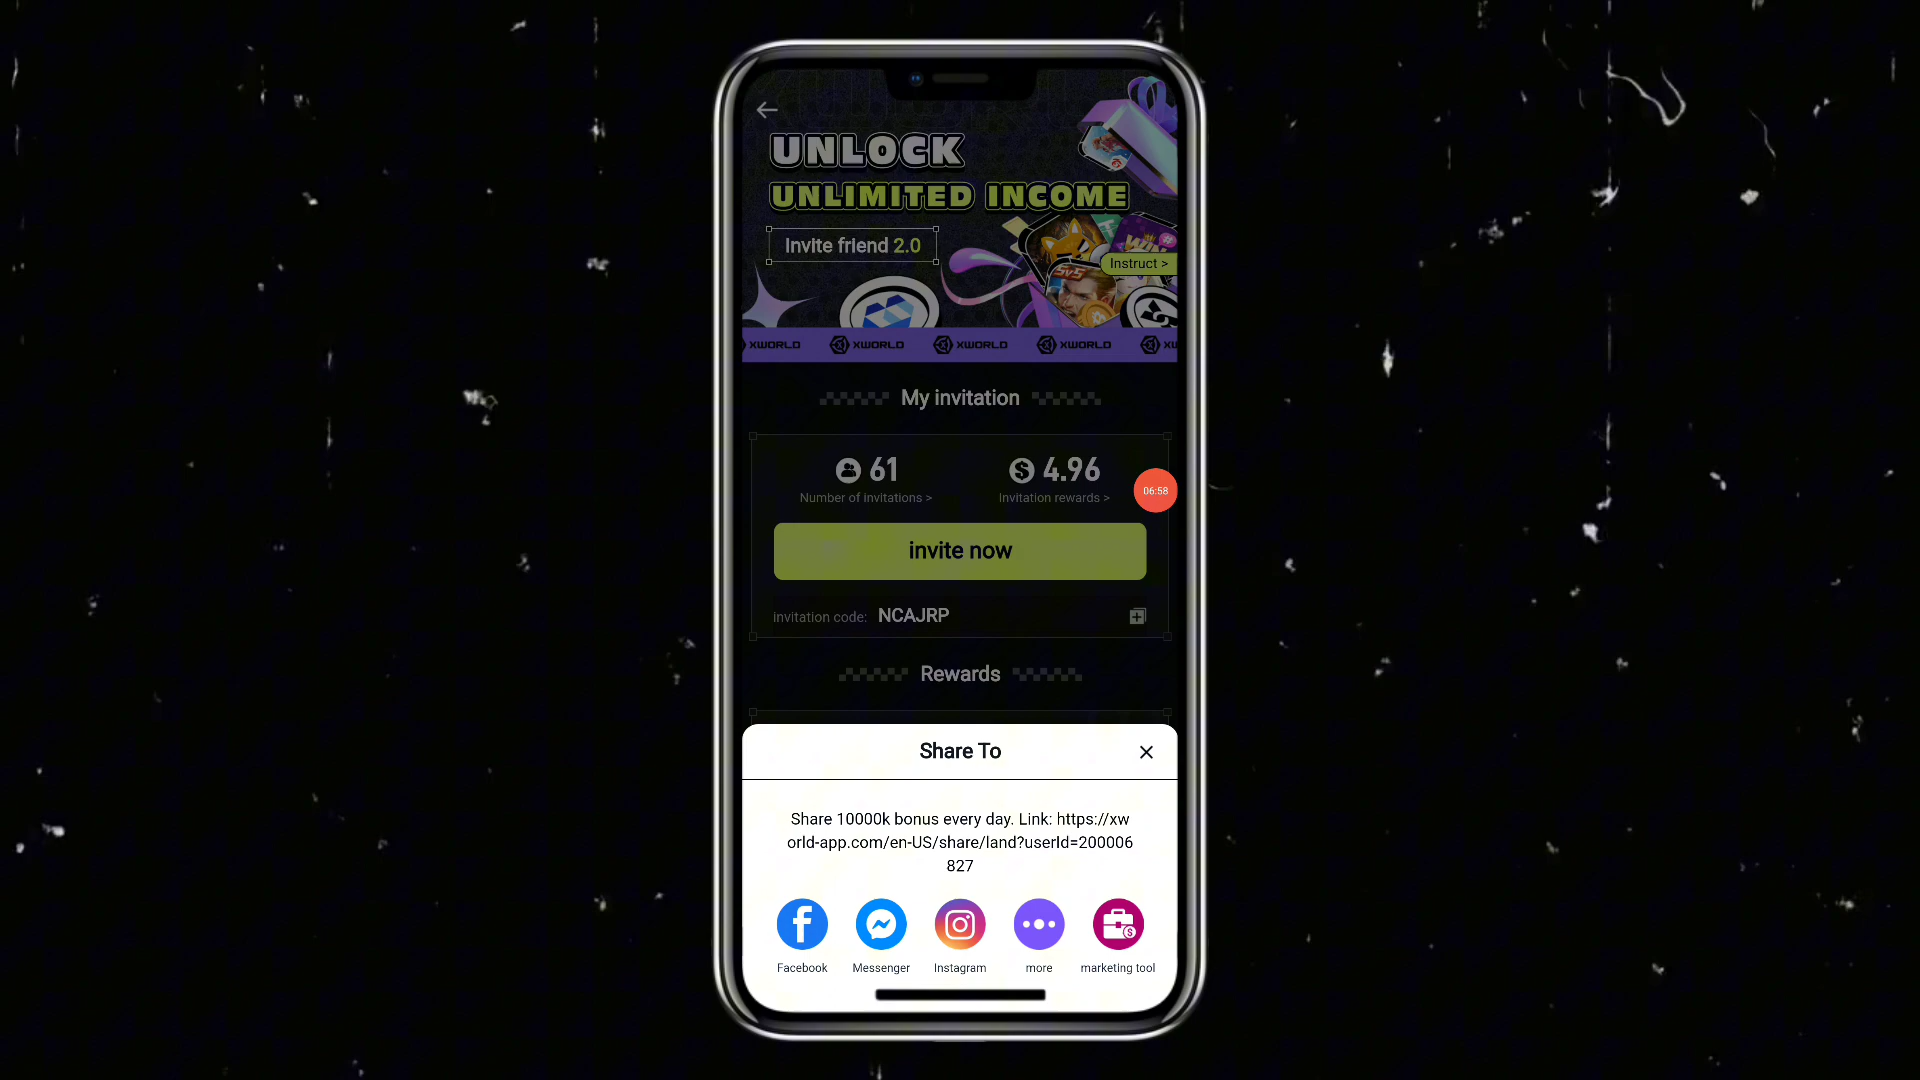 UNLOCK
UNLIMITED INCOME
Invite friend 2.0
Instruct >
5V5
WIN
XWORLD XWORLD XWORLD XWORLD
My invitation
61 4.96
Number of invitations > Invitation rewards >
06:58
invite now
invitation code: NCAJRP
Rewards
Share To
Share 10000k bonus every day. Link: https://xw
orld-app.com/en-US/share/land?userId=200006
827
Facebook Messenger Instagram more marketing tool